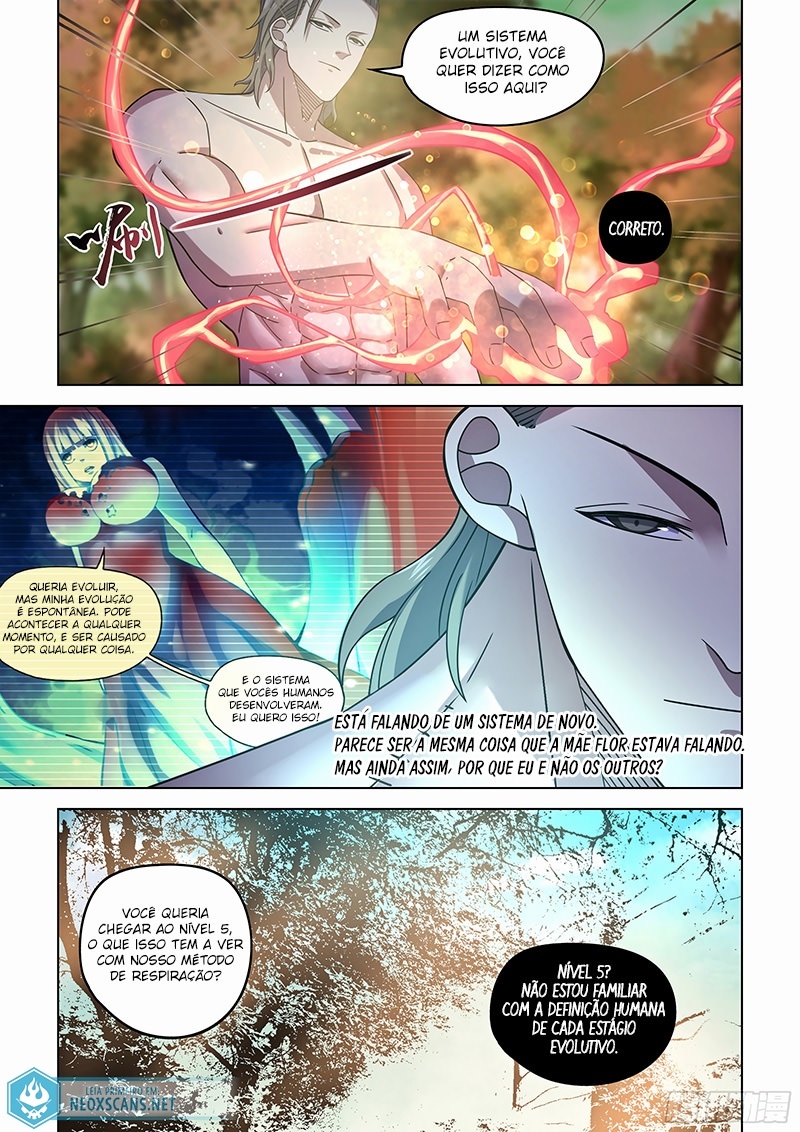 UM SISTEMA
EVOLUTIVO, VOCÊ
QUER DIZER COMO
ISSO AQUI?
CORRETO.
QUERIA EVOLUIR,
MAS MINHA EVOLUÇÃO
É ESPONTÂNEA. PODE
ACONTECER A QUALQUER
MOMENTO, E SER CAUSADO
POR QUALQUER COISA.
E O SISTEMA
QUE VOCÊS HUMANOS
DESENVOLVERAM.
EU QUERO ISSO!
ESTÁ FALANDO DE UM SISTEMA DE NOVO.
PARECE SER A MESMA COISA QUE A MÃE FLOR ESTAVA FALANDO.
MAS AINDA ASSIM, POR QUE EU E NÃO OS OUTROS?
VOCÊ QUERIA
CHEGAR AO NÍVEL 5,
O QUE ISSO TEM A VER
COM NOSSO MÉTODO
DE RESPIRAÇÃO?
NÍVEL 5?
NÃO ESTOU FAMILIAR
COM A DEFINIÇÃO HUMANA
DE CADA ESTÁGIO
EVOLUTIVO.
LEIA PRIMEIRO EM:
NEOXSCANS.NET